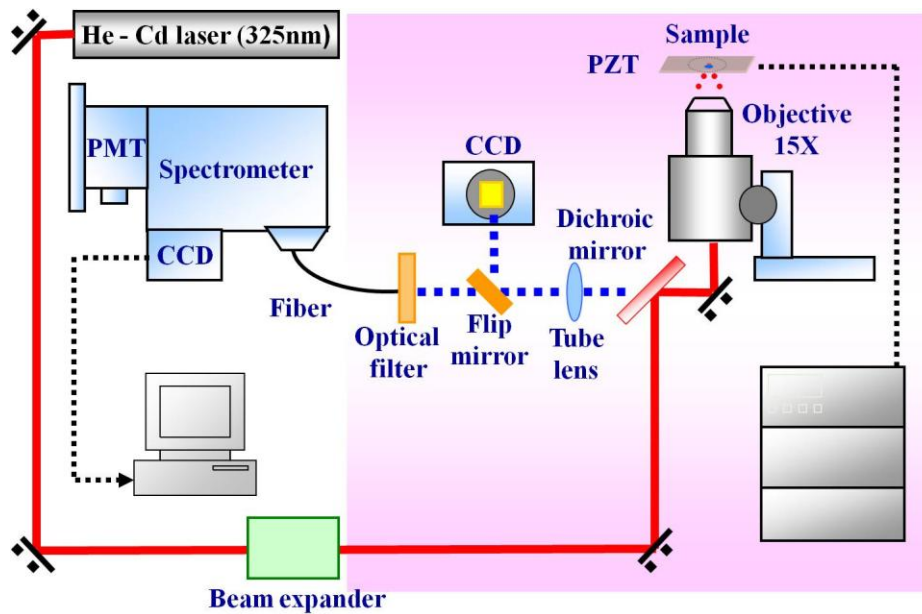 He - Cd laser (325nm)
Sample
PZT
Objective
15X
PMT
Spectrometer
CCD
CCD
Dichroic
mirror
Fiber
Optical
filter
Flip
mirror
Tube
lens
Beam expander